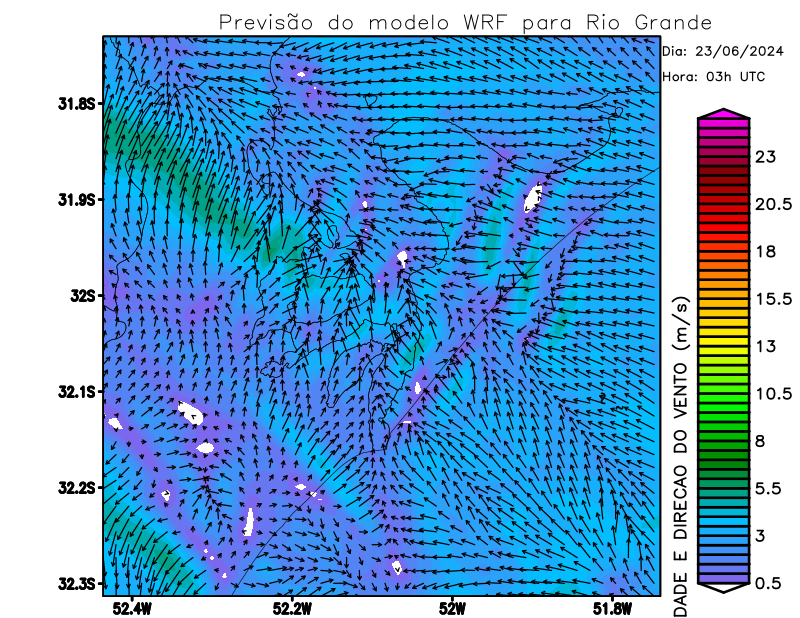 Previsão do modelo WRF para Rio Grande
Dia: 23/06/2024
Hora: 03h UTC
31.8S
31.9S
32S
32.1S
32.2S
32.3S
52.4W
52.2W
52W
51.8W
23
20.5
18
15.5
13
10.5
8
5.5
3
0.5
DADE E DIRECAO DO VENTO (m/s)